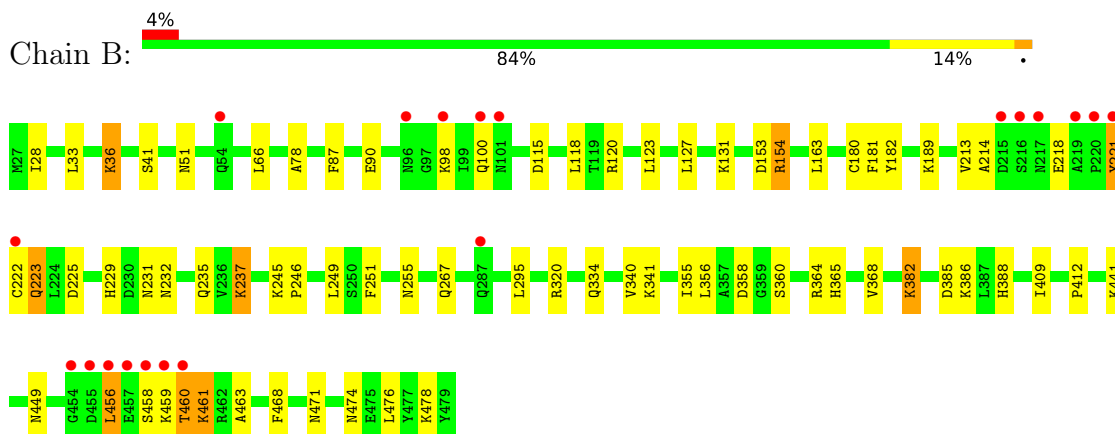 4%
Chain B:
84% 14% •
M27 I28 L33 K36 S41 N51 Q54 L66 A78 F87 E90 N96 G97 K98 I99 Q100 N101 D115 L118 T119 R120 L123 L127 K131 D153 R154 L163 C180 F181 Y182 K189 V213 A214 D215 S216 N217 E218 A219 P220 Y221
C222 Q223 L224 D225 H229 D230 N231 N232 Q235 V236 K237 K245 P246 L249 S250 F251 N255 Q267 Q287 L295 R320 Q334 V340 K341 I355 L356 A357 D358 G359 S360 R364 H365 V368 K382 D385 K386 L387 H388 I409 P412 K441
N449 G454 D455 L456 E457 S458 K459 T460 K461 R462 A463 F468 N471 N474 E475 L476 Y477 K478 Y479